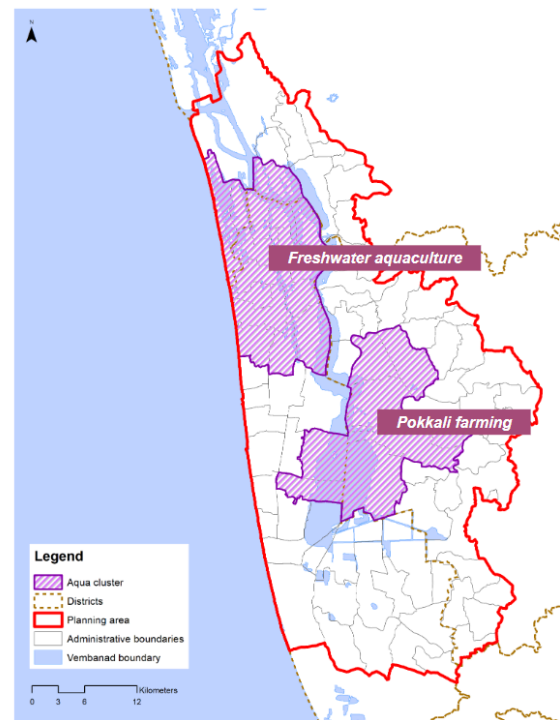 N
Freshwater aquaculture
Pokkali farming
Legend
Aqua cluster
Districts
Planning area
Administrative boundaries
Vembanad boundary
Kilometers
0 3 6 12